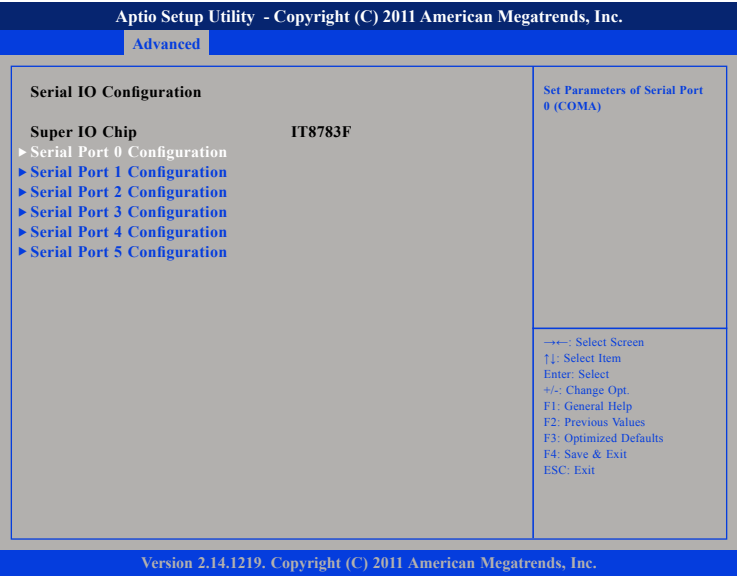 Aptio Setup Utility - Copyright (C) 2011 American Megatrends, Inc.
Advanced
Serial IO Configuration
Super IO Chip IT8783F
▶ Serial Port 0 Configuration
▶ Serial Port 1 Configuration
▶ Serial Port 2 Configuration
▶ Serial Port 3 Configuration
▶ Serial Port 4 Configuration
▶ Serial Port 5 Configuration
Set Parameters of Serial Port
0 (COMA)
→←: Select Screen
↑↓: Select Item
Enter: Select
+/-: Change Opt.
F1: General Help
F2: Previous Values
F3: Optimized Defaults
F4: Save & Exit
ESC: Exit
Version 2.14.1219. Copyright (C) 2011 American Megatrends, Inc.